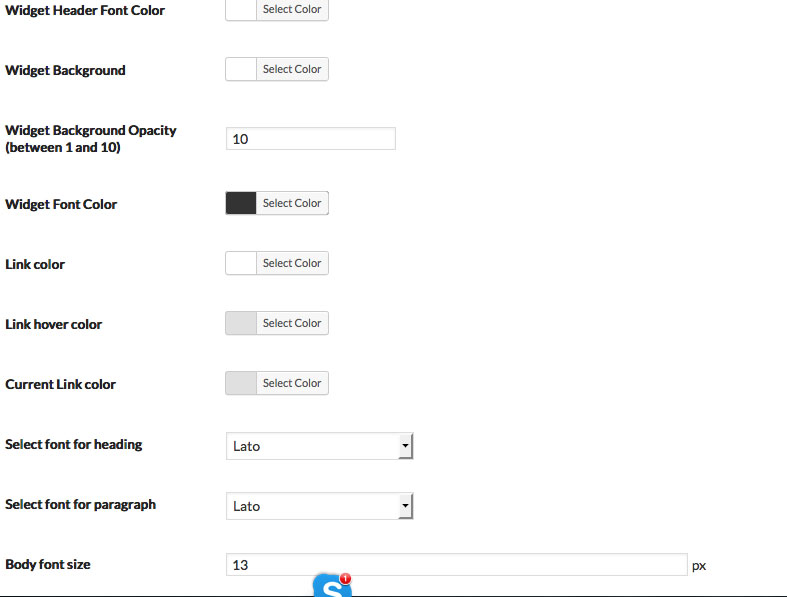 Widget Header Font Color Select Color
Widget Background Select Color
Widget Background Opacity
(between 1 and 10) 10
Widget Font Color Select Color
Link color Select Color
Link hover color Select Color
Current Link color Select Color
Select font for heading Lato
Select font for paragraph Lato
Body font size 13 px
S 1